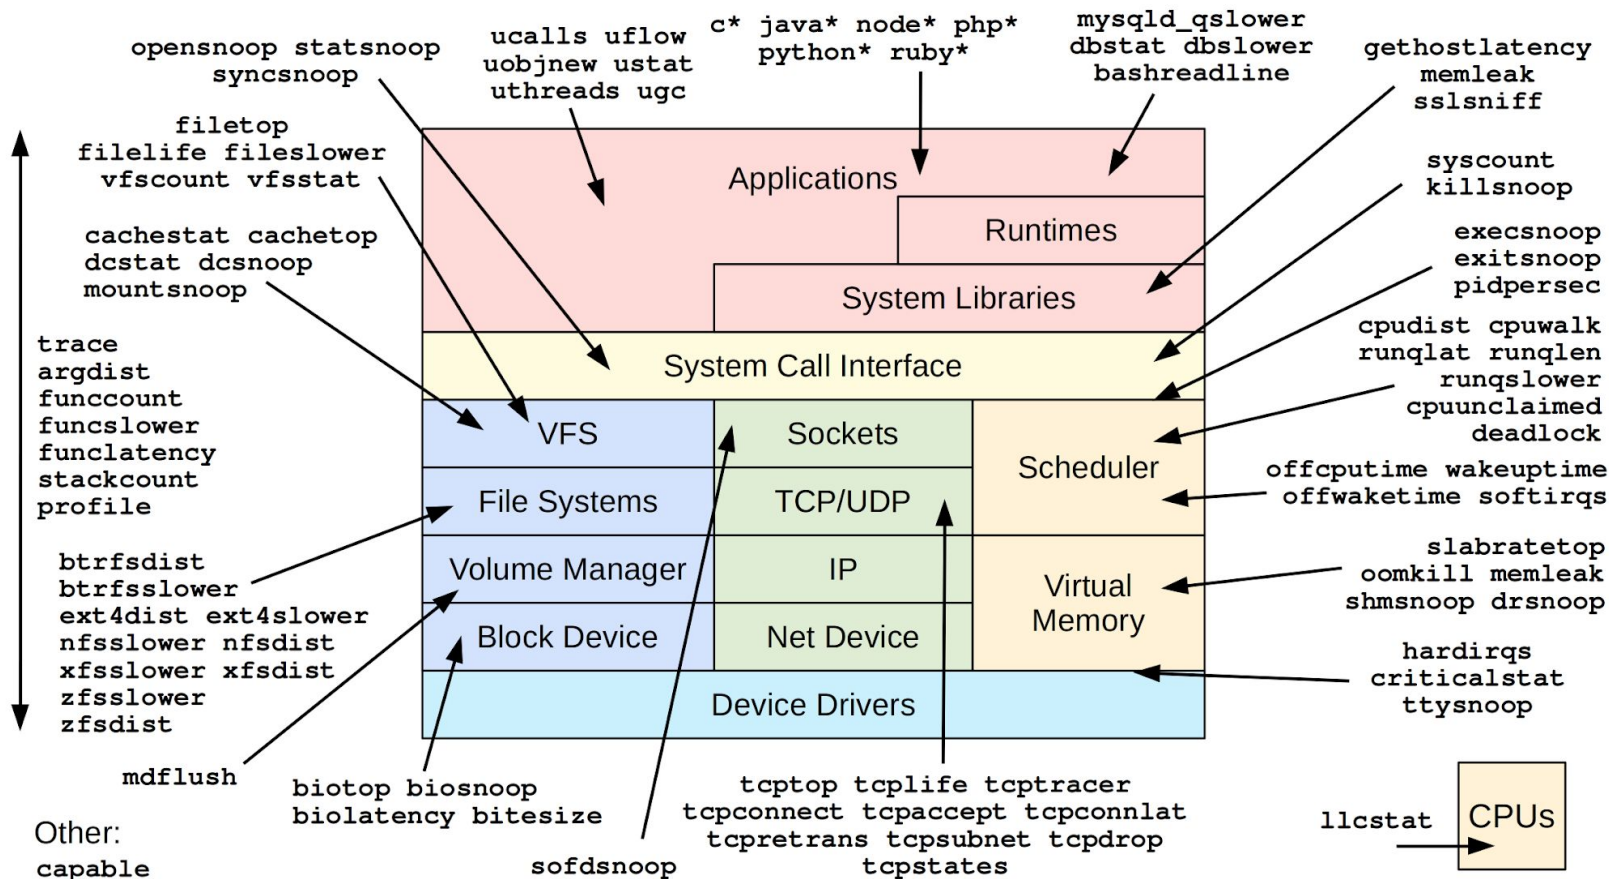 opensnoop statsnoop
syncsnoop
ucalls uflow
uobjnew ustat
uthreads ugc
c* java* node* php*
python* ruby*
mysqld_qslower
dbstat dbslower
bashreadline
gethostlatency
memleak
sslsniff
filetop
filelife fileslower
vfscount vfsstat
syscount
killsnoop
cachestat cachetop
dcstat dcsnoop
mountsnoop
execsnoop
exitsnoop
pidpersec
trace
argdist
funccount
funcslower
funclatency
stackcount
profile
cpudist cpuwalk
runqlat runqlen
runqslower
cpuunclaimed
deadlock
offcputime wakeuptime
offwaketime softirqs
btrfsdist
btrfsslower
ext4dist ext4slower
nfsslower nfsdist
xfsslower xfsdist
zfsslower
zfsdist
slabratetop
oomkill memleak
shmsnoop drsnoop
hardirqs
criticalstat
ttysnoop
Applications
Runtimes
System Libraries
System Call Interface
VFS
Sockets
Scheduler
File Systems
TCP/UDP
Volume Manager
IP
Virtual
Memory
Block Device
Net Device
Device Drivers
mdflush
biotop biosnoop
biolatency bitesize
sofdsnoop
tcptop tcplife tcptracer
tcpconnect tcpaccept tcpconnlat
tcpretrans tcpsubnet tcpdrop
tcpstates
llcstat
CPUs
Other:
capable